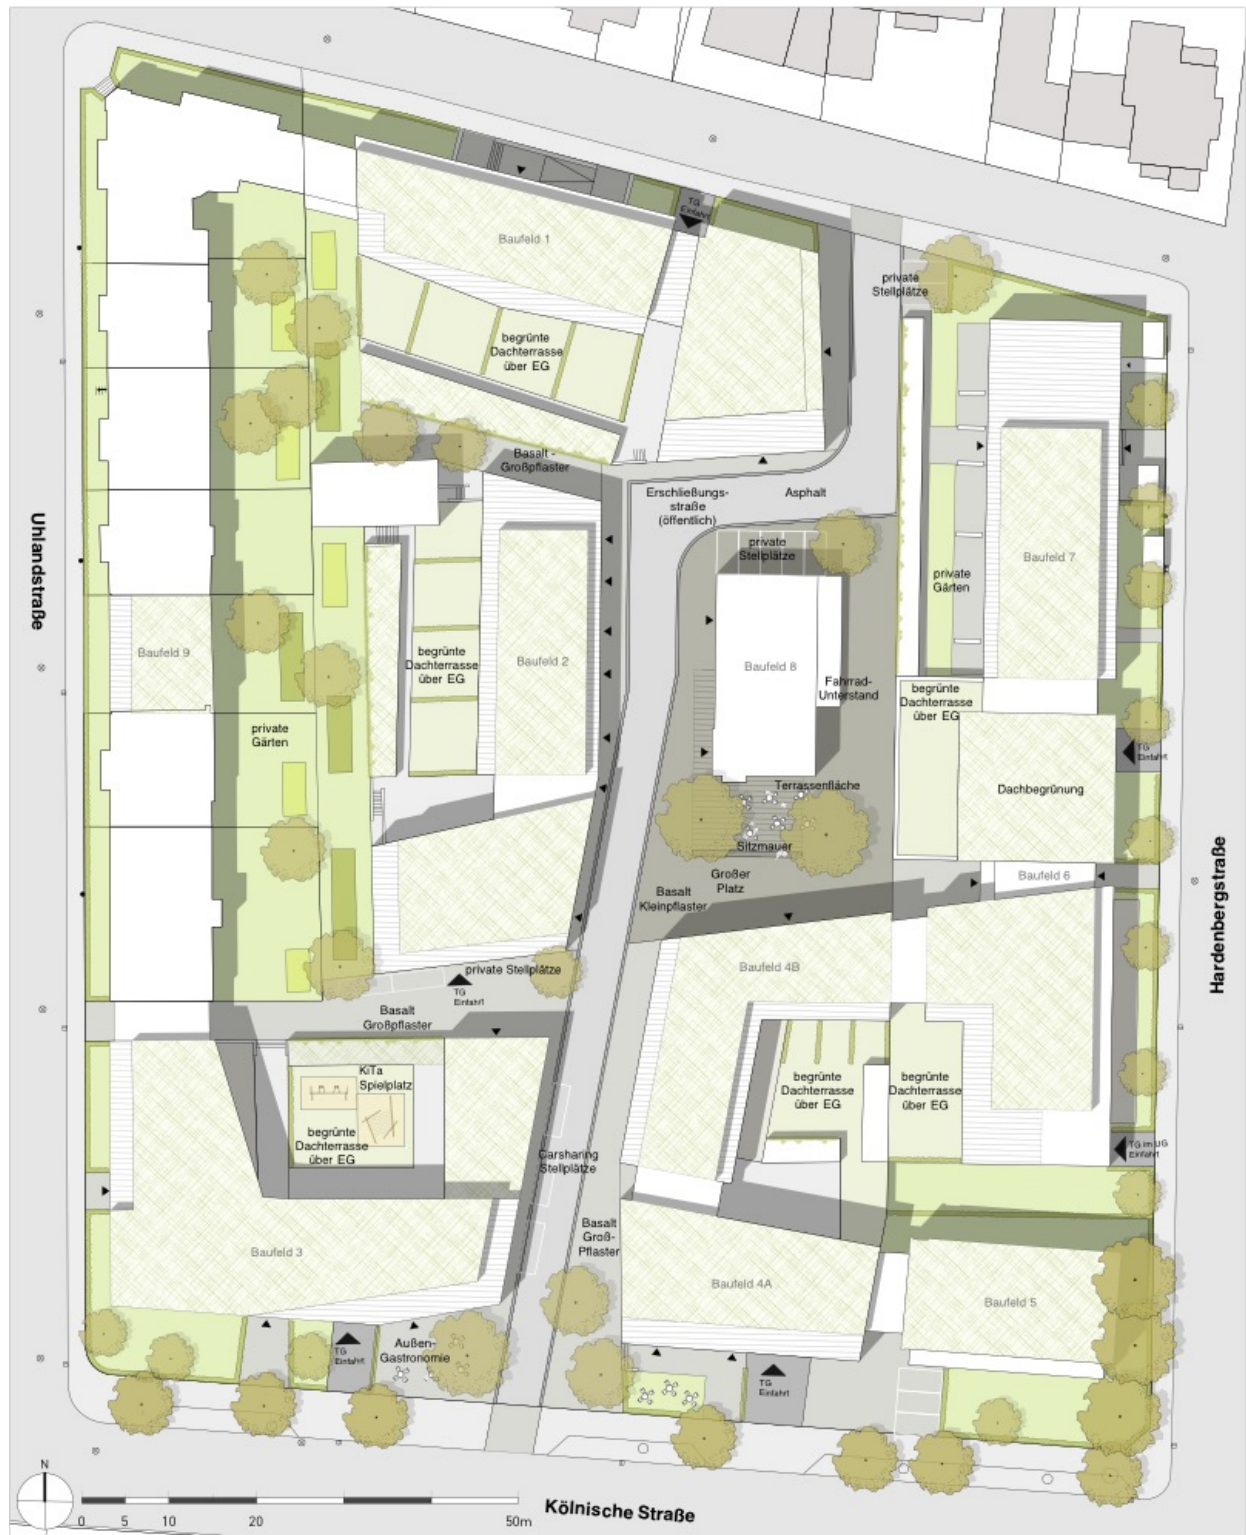 TG
Einfahrt
Baufeld 1
private
Stellplätze
begrünte
Dachterrasse
über EG
Basalt -
Großpflaster
Erschließungs-
straße
(öffentlich)
Asphalt
Uhlandstraße
private
Stellplätze
Baufeld 7
private
Gärten
Baufeld 9
begrünte
Dachterrasse
über EG
Baufeld 2
Baufeld 8
Fahrrad-
Unterstand
begrünte
Dachterrasse
über EG
private
Gärten
TG
Einfahrt
Terrassenfläche
Dachbegrünung
Sitzmauer
Großer
Platz
Basalt
Kleinpflaster
Baufeld 6
Hardenbergstraße
private Stellplätze
TG
Einfahrt
Baufeld 4B
Basalt
Großpflaster
KiTa
Spielplatz
begrünte
Dachterrasse
über EG
begrünte
Dachterrasse
über EG
begrünte
Dachterrasse
über EG
Carsharing
Stellplätze
TG im UG
Einfahrt
Basalt
Groß-
Pflaster
Baufeld 3
Baufeld 4A
Baufeld 5
TG
Einfahrt
Außen-
Gastronomie
TG
Einfahrt
N
0 5 10 20 50m
Kölnische Straße